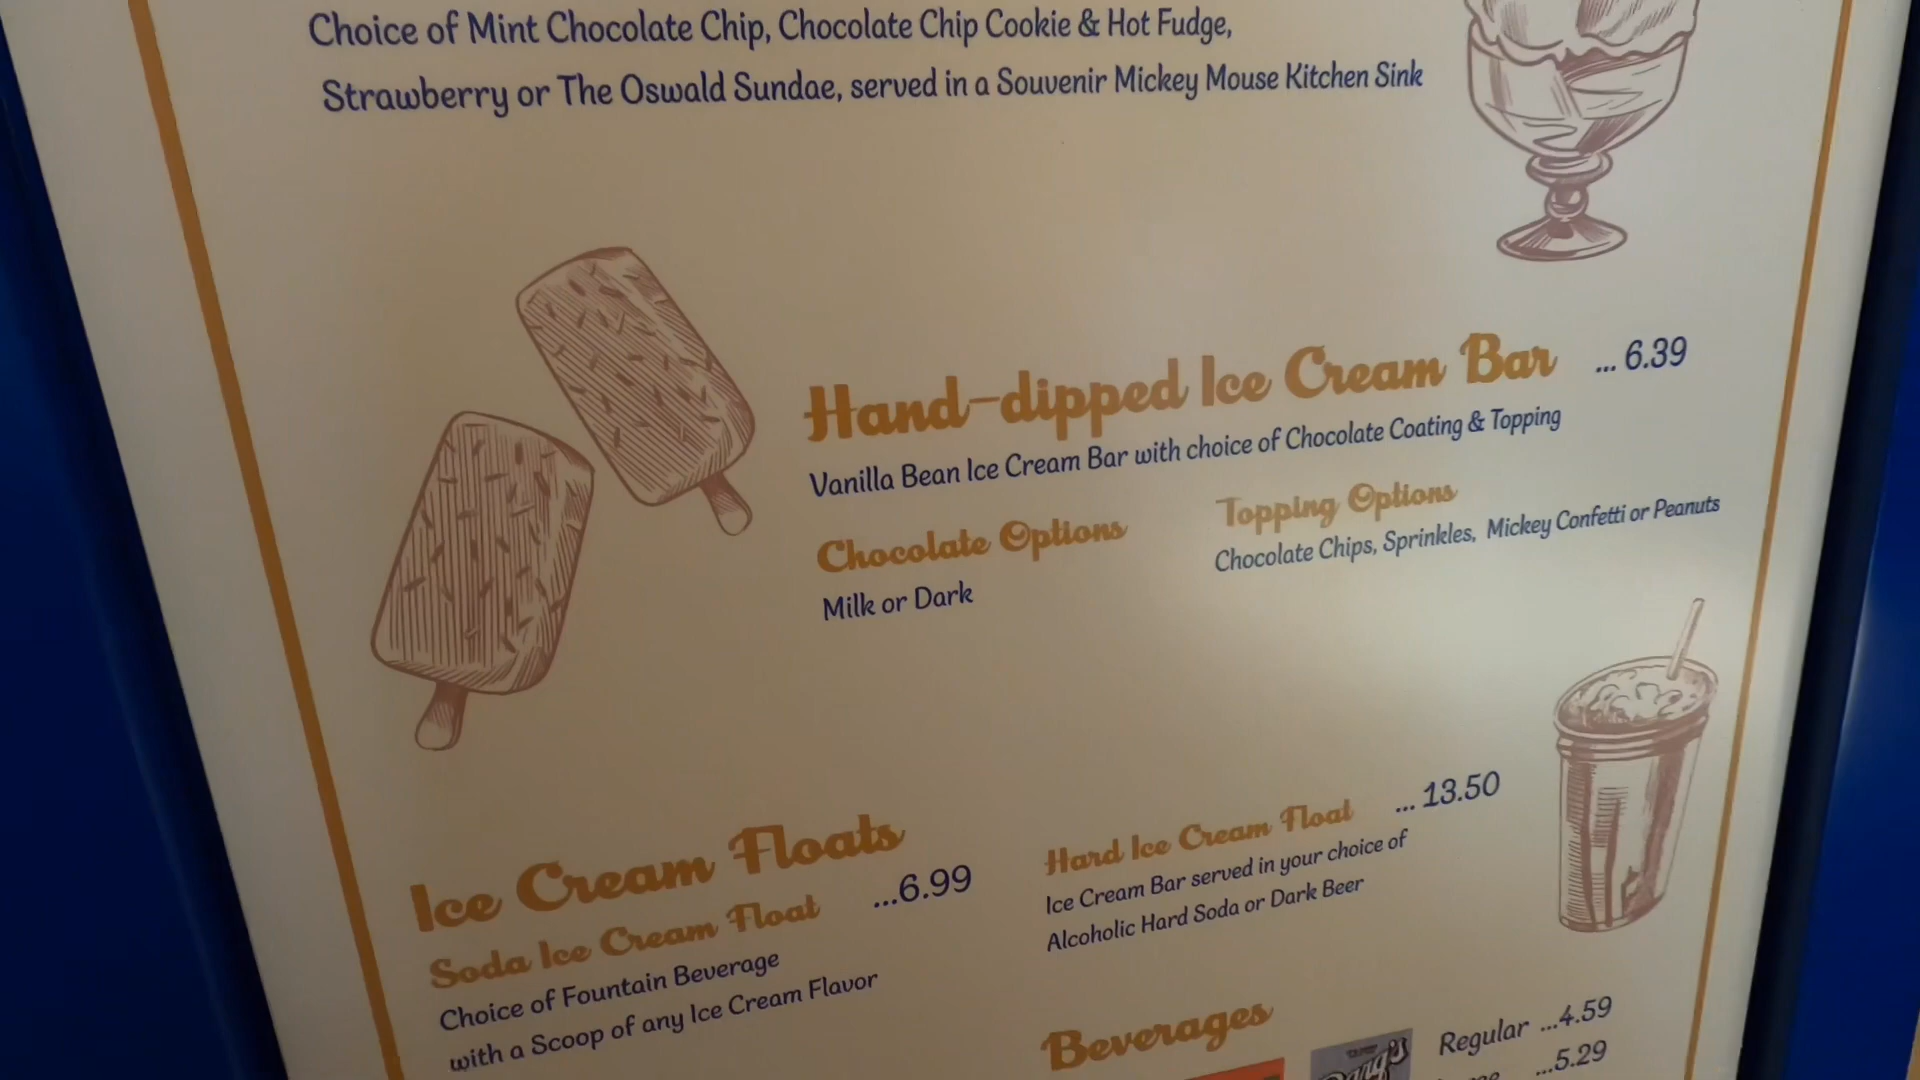 Choice of Mint Chocolate Chip, Chocolate Chip Cookie & Hot Fudge,
Strawberry or The Oswald Sundae, served in a Souvenir Mickey Mouse Kitchen Sink
Hand-dipped Ice Cream Bar ... 6.39
Vanilla Bean Ice Cream Bar with choice of Chocolate Coating & Topping
Chocolate Options
Milk or Dark
Topping Options
Chocolate Chips, Sprinkles, Mickey Confetti or Peanuts
Ice Cream Floats
Soda Ice Cream Float ...6.99
Choice of Fountain Beverage
with a Scoop of any Ice Cream Flavor
Hard Ice Cream Float ... 13.50
Ice Cream Bar served in your choice of
Alcoholic Hard Soda or Dark Beer
Beverages
Regular ...4.59
...5.29